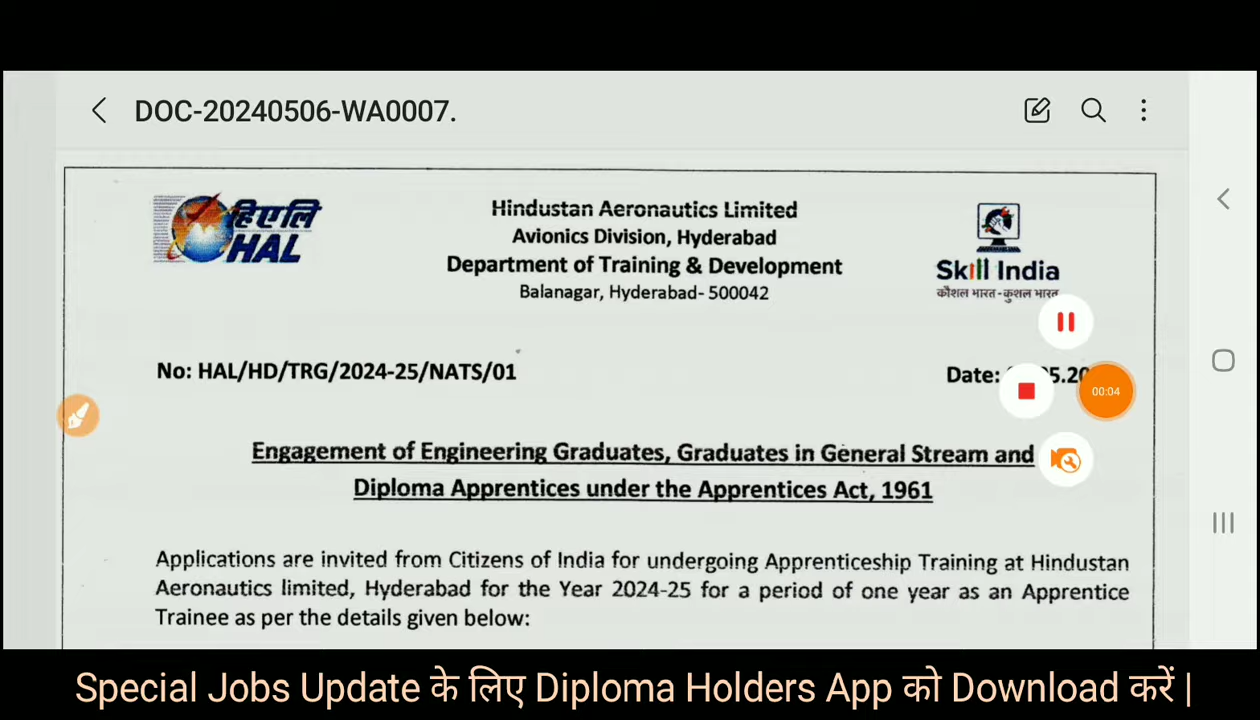 DOC-20240506-WA0007.
हिएलि
HAL
Hindustan Aeronautics Limited
Avionics Division, Hyderabad
Department of Training & Development
Balanagar, Hyderabad- 500042
Skill India
कौशल भारत-कुशल भारत
No: HAL/HD/TRG/2024-25/NATS/01
Date:
00:04
Engagement of Engineering Graduates, Graduates in General Stream and
Diploma Apprentices under the Apprentices Act, 1961
Applications are invited from Citizens of India for undergoing Apprenticeship Training at Hindustan
Aeronautics limited, Hyderabad for the Year 2024-25 for a period of one year as an Apprentice
Trainee as per the details given below:
Special Jobs Update के लिए Diploma Holders App को Download करें |